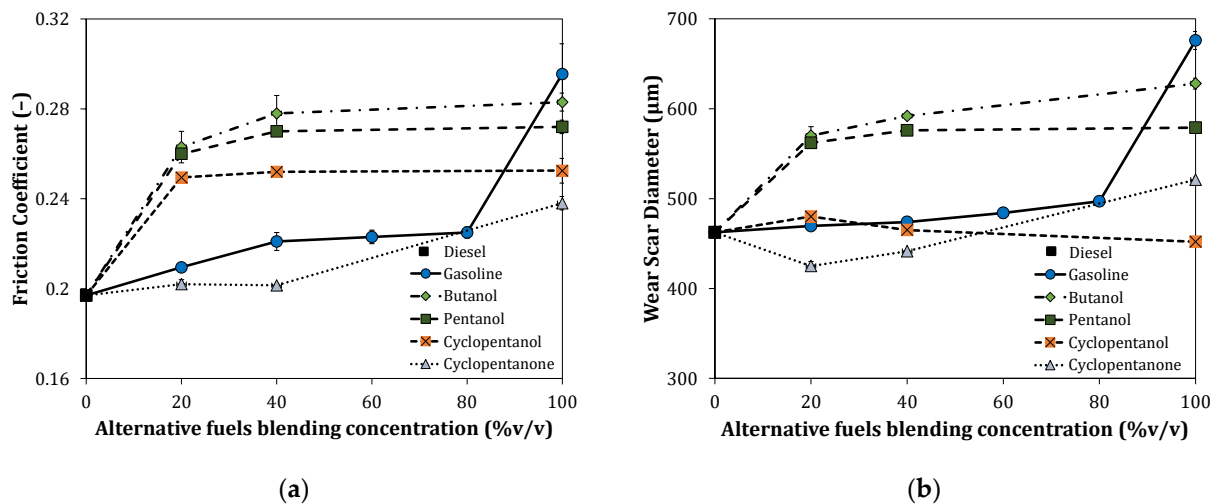 0.32
0.28
0.24
0.2
0.16
Friction Coefficient (−)
Diesel
Gasoline
Butanol
Pentanol
Cyclopentanol
Cyclopentanone
0 20 40 60 80 100
Alternative fuels blending concentration (%v/v)
(a)
700
600
500
400
300
Wear Scar Diameter (μm)
Diesel
Gasoline
Butanol
Pentanol
Cyclopentanol
Cyclopentanone
0 20 40 60 80 100
Alternative fuels blending concentration (%v/v)
(b)